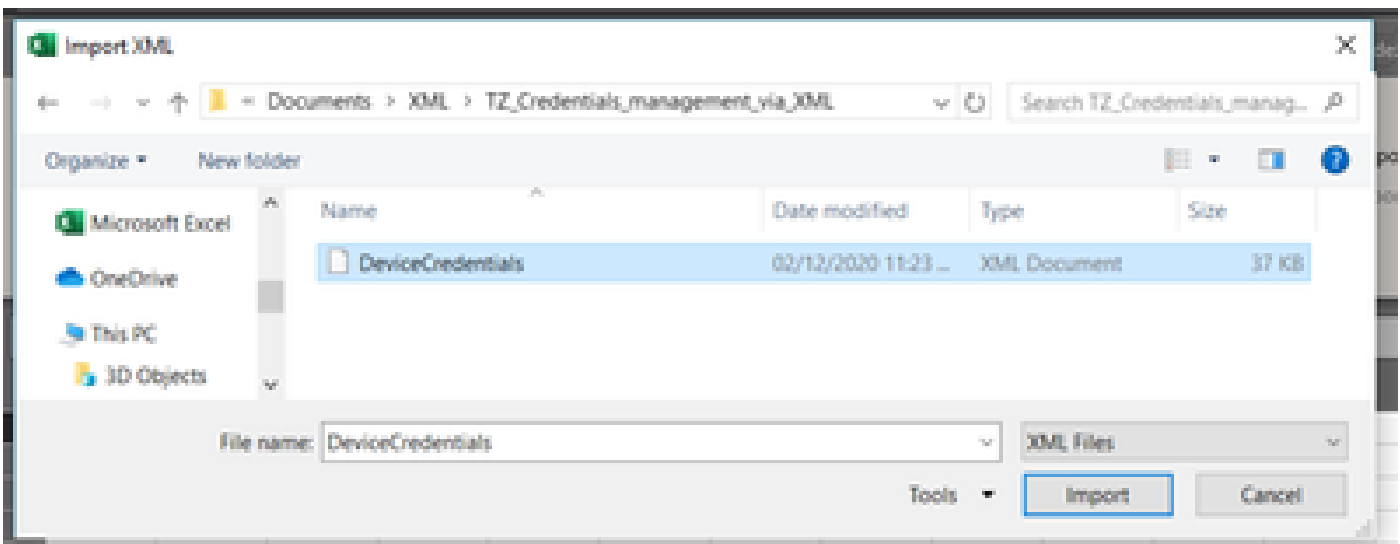 Import XML
« Documents > XML > TZ_Credentials_management_via_XML
Search TZ_Credentials_manag...
Organize
New folder
Name
Date modified
Type
Size
Microsoft Excel
OneDrive
This PC
3D Objects
DeviceCredentials
02/12/2020 11:23 ...
XML Document
37 KB
File name:
DeviceCredentials
XML Files
Tools
Import
Cancel